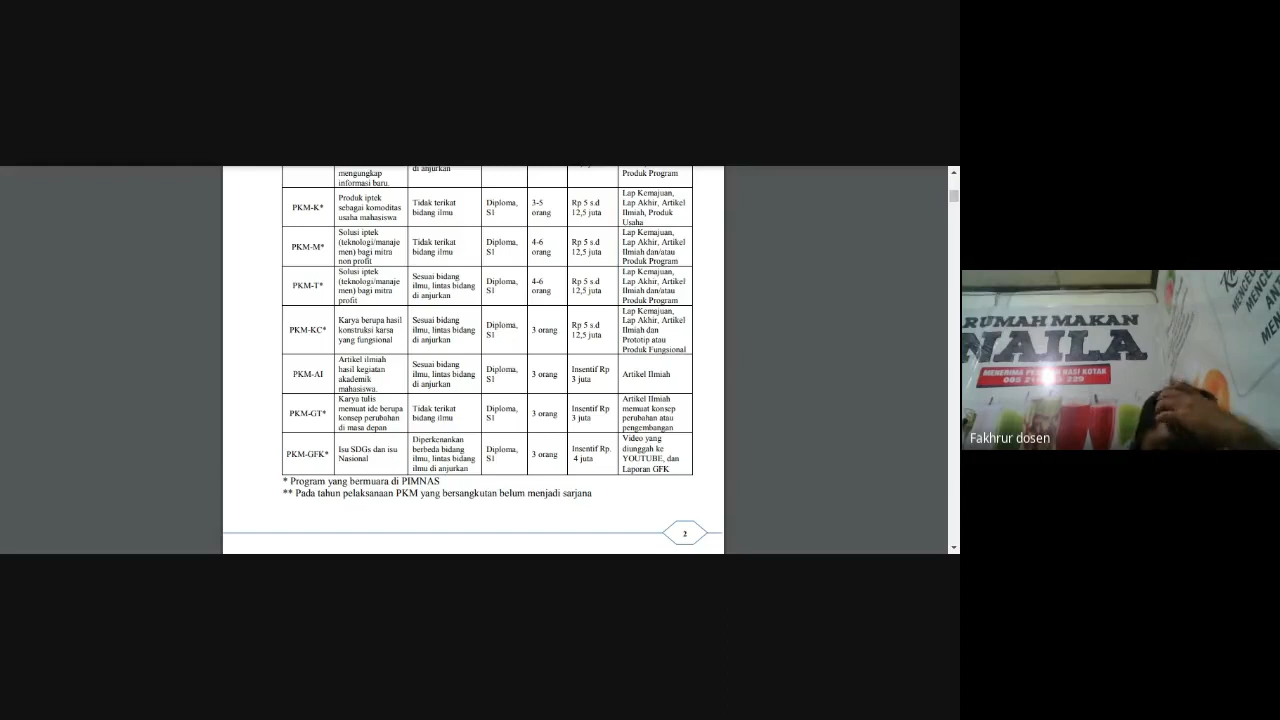 mengungkap
informasi baru.
di anjurkan
Produk Program
PKM-K*
Produk iptek
sebagai komoditas
usaha mahasiswa
Tidak terikat
bidang ilmu
Diploma,
S1
3-5
orang
Rp 5 s.d
12,5 juta
Lap Kemajuan,
Lap Akhir, Artikel
Ilmiah, Produk
Usaha
PKM-M*
Solusi iptek
(teknologi/manaje
men) bagi mitra
non profit
Tidak terikat
bidang ilmu
Diploma,
S1
4-6
orang
Rp 5 s.d
12,5 juta
Lap Kemajuan,
Lap Akhir, Artikel
Ilmiah dan/atau
Produk Program
PKM-T*
Solusi iptek
(teknologi/manaje
men) bagi mitra
profit
Sesuai bidang
ilmu, lintas bidang
di anjurkan
Diploma,
S1
4-6
orang
Rp 5 s.d
12,5 juta
Lap Kemajuan,
Lap Akhir, Artikel
Ilmiah dan/atau
Produk Program
PKM-KC*
Karya berupa hasil
konstruksi karsa
yang fungsional
Sesuai bidang
ilmu, lintas bidang
di anjurkan
Diploma,
S1
3 orang
Rp 5 s.d
12,5 juta
Lap Kemajuan,
Lap Akhir, Artikel
Ilmiah dan
Prototip atau
Produk Fungsional
PKM-AI
Artikel ilmiah
hasil kegiatan
akademik
mahasiswa.
Sesuai bidang
ilmu, lintas bidang
di anjurkan
Diploma,
S1
3 orang
Insentif Rp
3 juta
Artikel Ilmiah
PKM-GT*
Karya tulis
memuat ide berupa
konsep perubahan
di masa depan
Tidak terikat
bidang ilmu
Diploma,
S1
3 orang
Insentif Rp
3 juta
Artikel Ilmiah
memuat konsep
perubahan atau
pengembangan
PKM-GFK*
Isu SDGs dan isu
Nasional
Diperkenankan
berbeda bidang
ilmu, lintas bidang
ilmu di anjurkan
Diploma,
S1
3 orang
Insentif Rp.
4 juta
Video yang
diunggah ke
YOUTUBE, dan
Laporan GFK
* Program yang bermuara di PIMNAS
** Pada tahun pelaksanaan PKM yang bersangkutan belum menjadi sarjana
2
RUMAH MAKAN
NAILA
MENERIMA NASI KOTAK
Fakhrur dosen